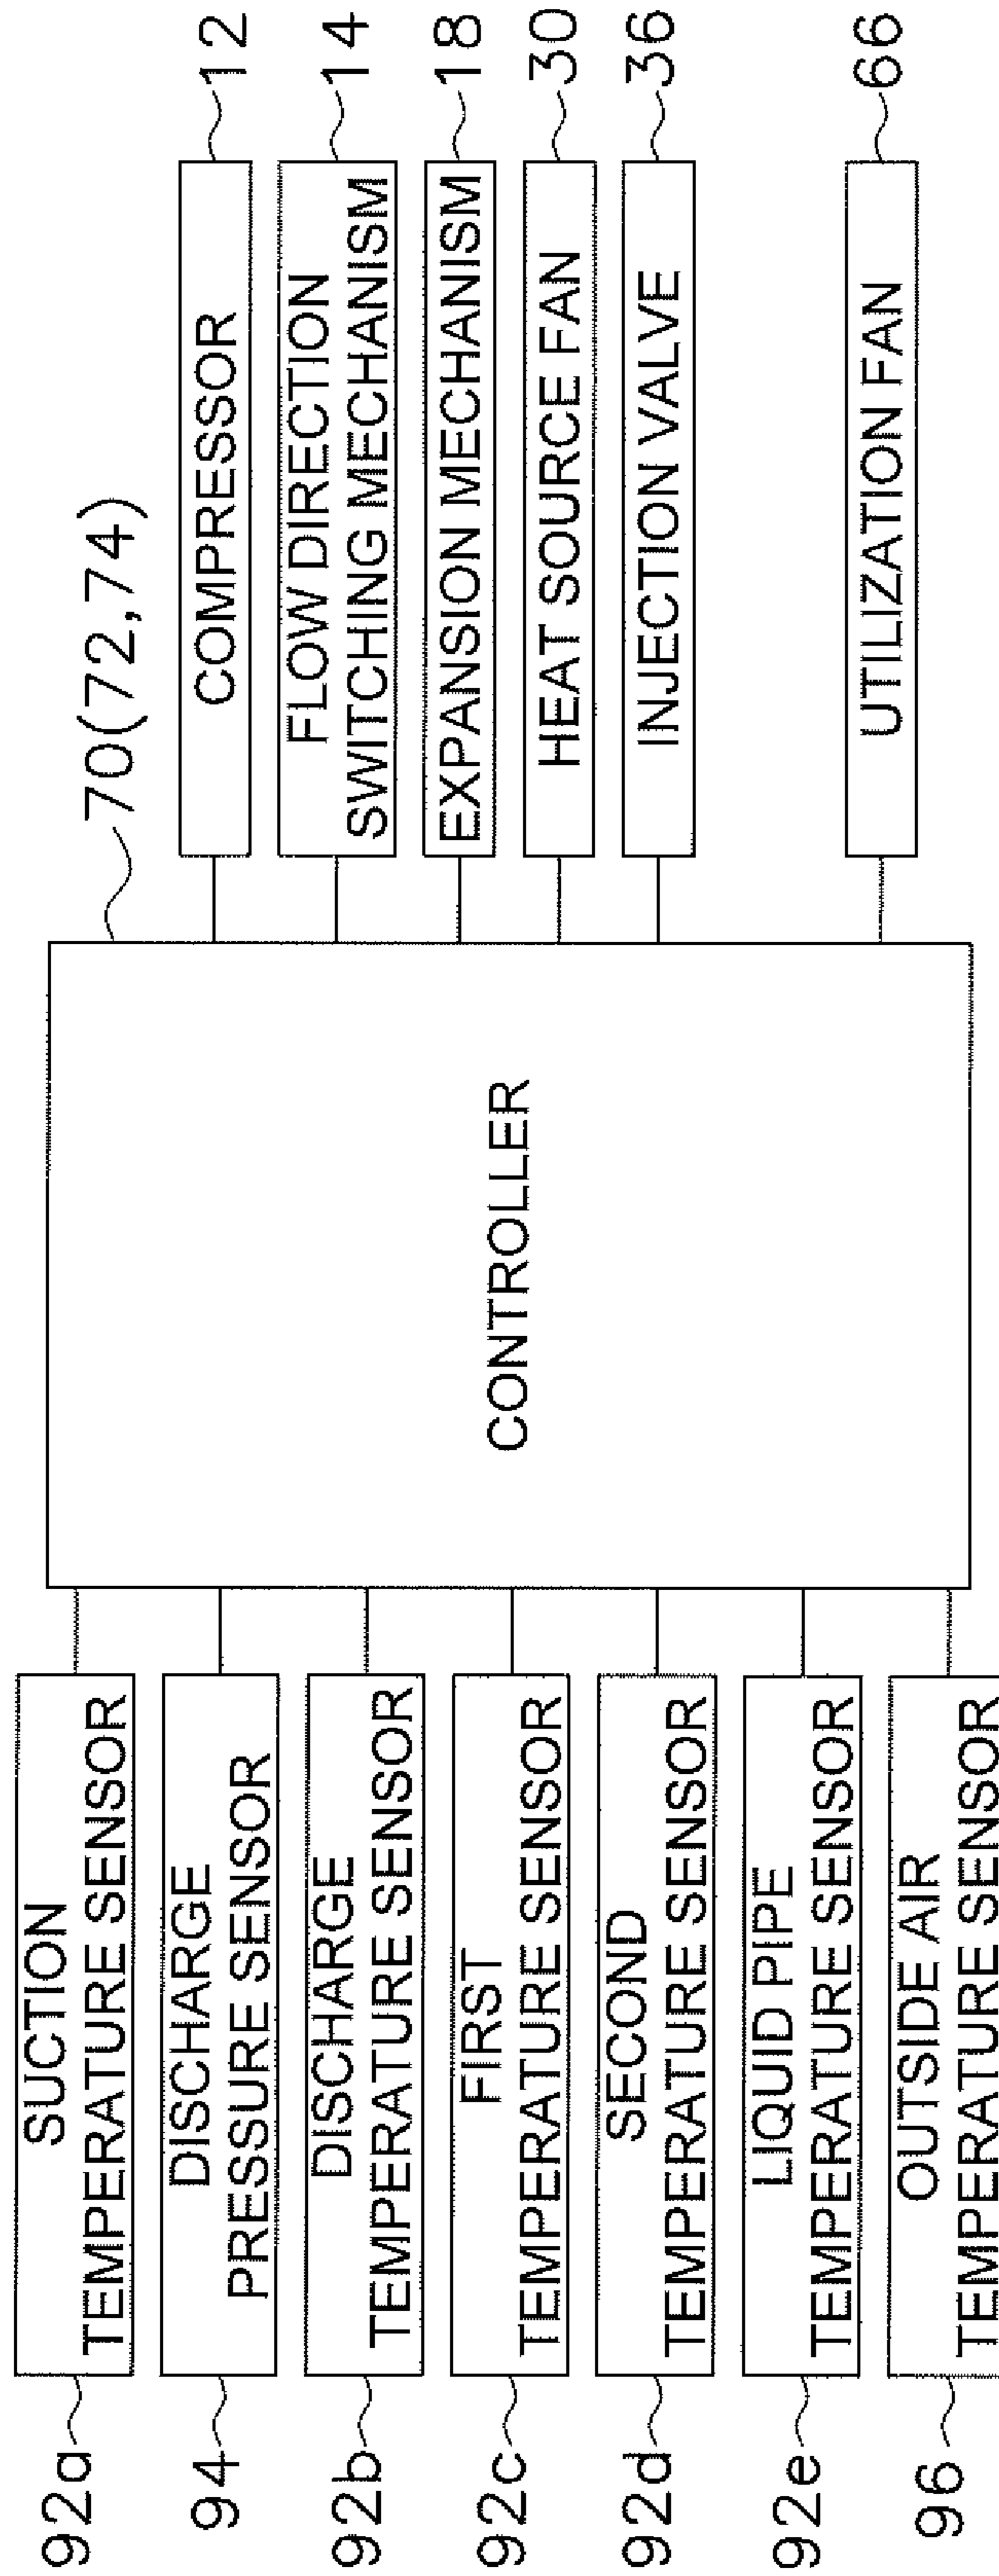 92a
SUCTION
TEMPERATURE SENSOR
94
DISCHARGE
PRESSURE SENSOR
92b
DISCHARGE
TEMPERATURE SENSOR
92c
FIRST
TEMPERATURE SENSOR
92d
SECOND
TEMPERATURE SENSOR
92e
LIQUID PIPE
TEMPERATURE SENSOR
96
OUTSIDE AIR
TEMPERATURE SENSOR
CONTROLLER
70(72,74)
COMPRESSOR
12
FLOW DIRECTION
SWITCHING MECHANISM
14
EXPANSION MECHANISM
18
HEAT SOURCE FAN
30
INJECTION VALVE
36
UTILIZATION FAN
66